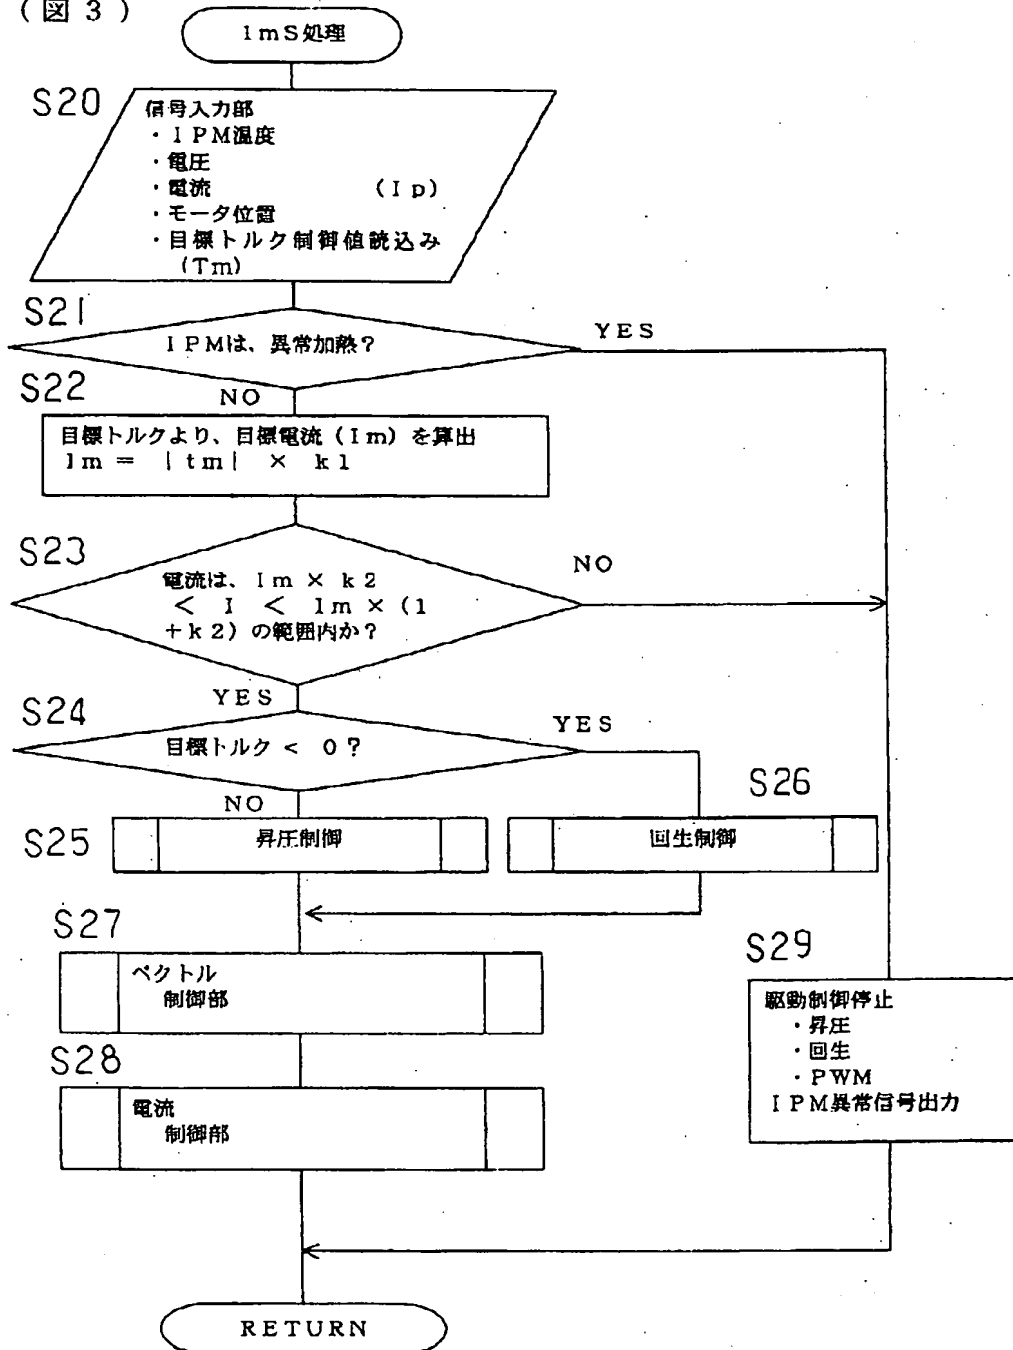 (図3)
1mS処理
S20
信号入力部
・IPM温度
・電圧
・電流 (Ip)
・モータ位置
・目標トルク制御値読込み
(Tm)
S21
IPMは、異常加熱?
YES
S22
NO
目標トルクより、目標電流(Im)を算出
Im = |tm| × k1
S23
NO
電流は、Im × k2
< I < Im × (1
+k2)の範囲内か?
YES
S24
YES
目標トルク < 0?
S26
NO
S25
昇圧制御
回生制御
S27
ベクトル
制御部
S29
駆動制御停止
・昇圧
・回生
・PWM
IPM異常信号出力
S28
電流
制御部
RETURN